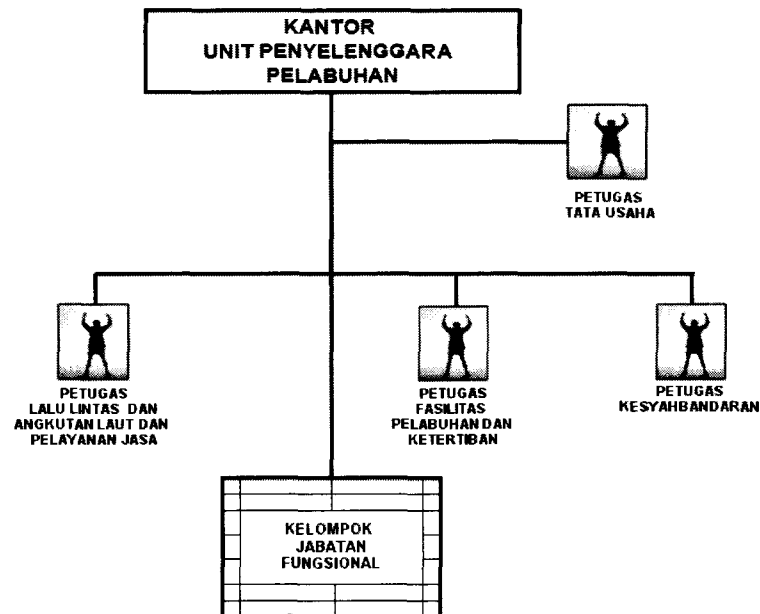 KANTOR
UNIT PENYELENGGARA
PELABUHAN
PETUGAS
TATA USAHA
PETUGAS
LALU LINTAS DAN
ANGKUTAN LAUT DAN
PELAYANAN JASA
PETUGAS
FASILITAS
PELABUHAN DAN
KETERTIBAN
PETUGAS
KESYAHBANDARAN
KELOMPOK
JABATAN
FUNGSIONAL